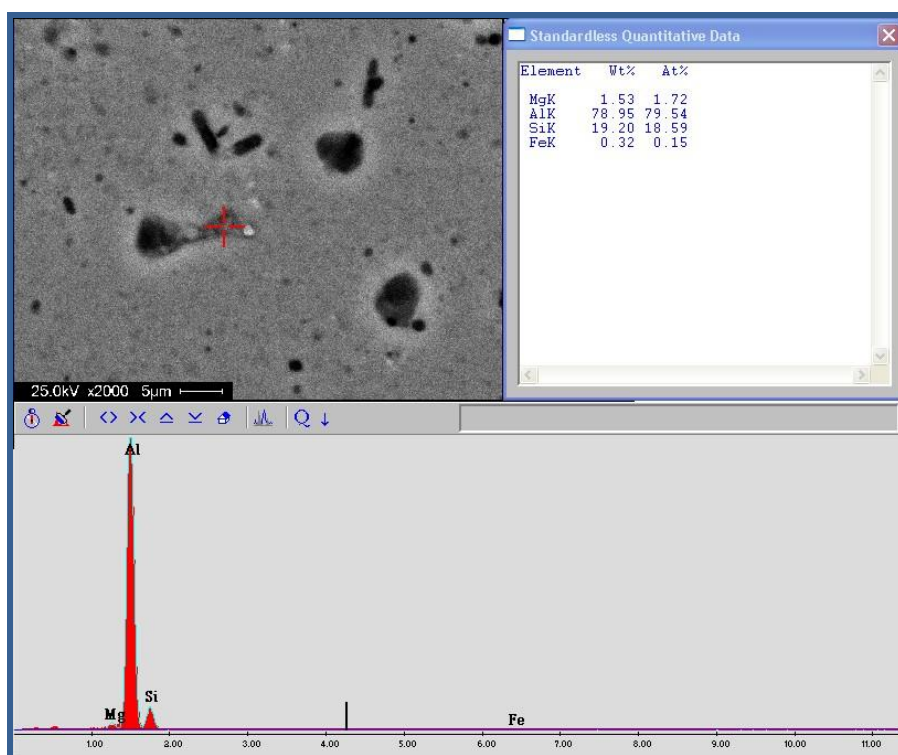 Standardless Quantitative Data
Element Wt% At%
MgK 1.53 1.72
AlK 78.95 79.54
SiK 19.20 18.59
FeK 0.32 0.15
25.0kV x2000 5µm
Q
Al
Si
Mg
Fe
1.00 2.00 3.00 4.00 5.00 6.00 7.00 8.00 9.00 10.00 11.00